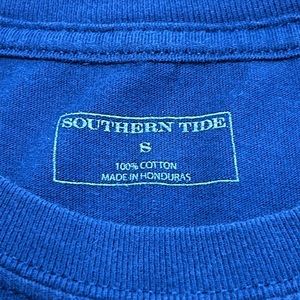 SOUTHERN TIDE
S
100% COTTON
MADE IN HONDURAS